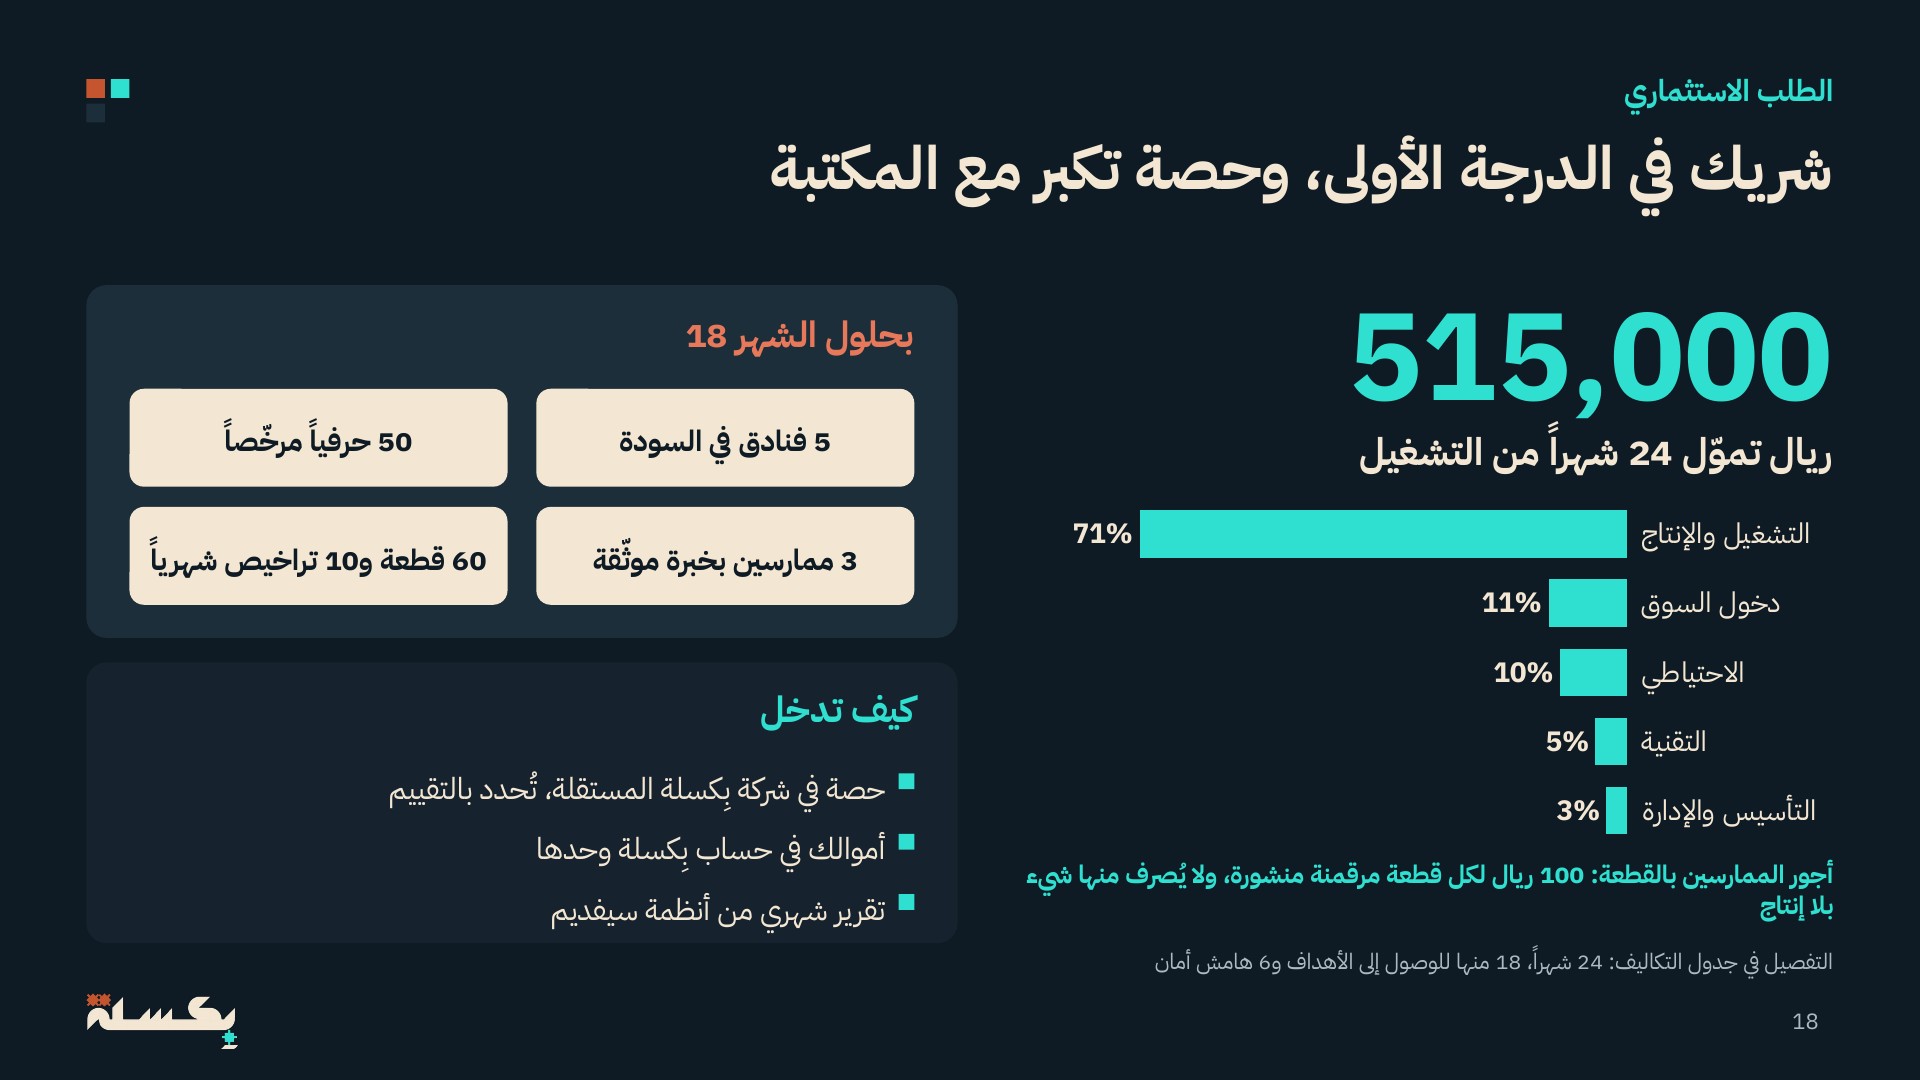 الطلب الاستثماري
شريك في الدرجة الأولى، وحصة تكبر مع المكتبة
515,000
ريال تموّل 24 شهراً من التشغيل
التشغيل والإنتاج 71%
دخول السوق 11%
الاحتياطي 10%
التقنية 5%
التأسيس والإدارة 3%
أجور الممارسين بالقطعة: 100 ريال لكل قطعة مرقمنة منشورة، ولا يُصرف منها شيء
بلا إنتاج
التفصيل في جدول التكاليف: 24 شهراً، 18 منها للوصول إلى الأهداف و6 هامش أمان
بحلول الشهر 18
5 فنادق في السودة
50 حرفياً مرخّصاً
3 ممارسين بخبرة موثّقة
60 قطعة و10 تراخيص شهرياً
كيف تدخل
حصة في شركة بِكسلة المستقلة، تُحدد بالتقييم
أموالك في حساب بِكسلة وحدها
تقرير شهري من أنظمة سيفديم
18
بِكسلة